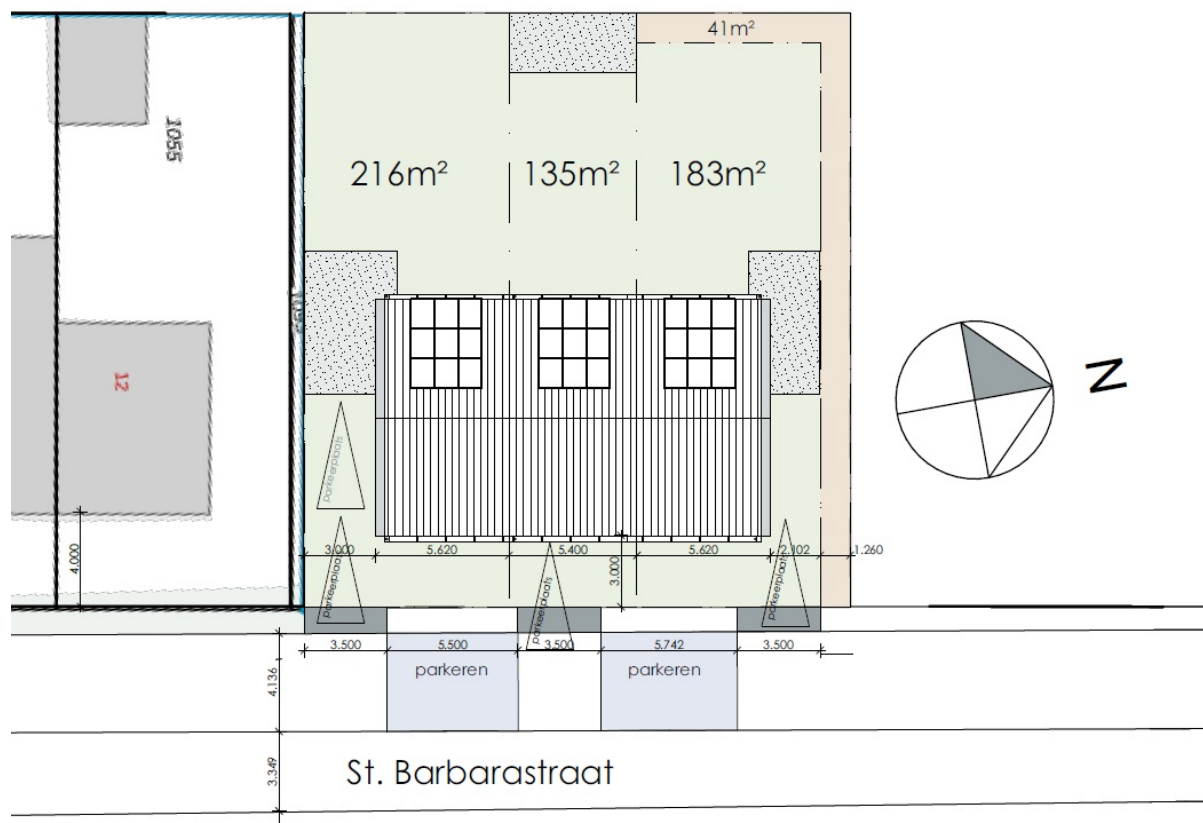 41m²
1055
216m²
135m²
183m²
12
N
parkeerplaats
4.000
3.000
5.620
5.400
5.620
2.102
1.260
3.000
parkeerplaats
parkeerplaats
parkeerplaats
3.500
5.500
3.500
5.742
3.500
4.136
parkeren
parkeren
3.349
St. Barbarastraat